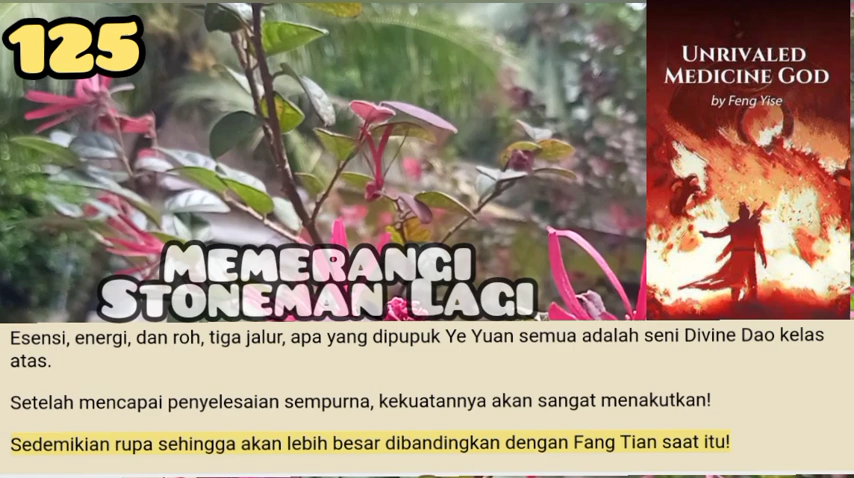 125
UNRIVALED
MEDICINE GOD
by Feng Yise
MEMERANGI
STONEMAN LAGI
Esensi, energi, dan roh, tiga jalur, apa yang dipupuk Ye Yuan semua adalah seni Divine Dao kelas
atas.
Setelah mencapai penyelesaian sempurna, kekuatannya akan sangat menakutkan!
Sedemikian rupa sehingga akan lebih besar dibandingkan dengan Fang Tian saat itu!